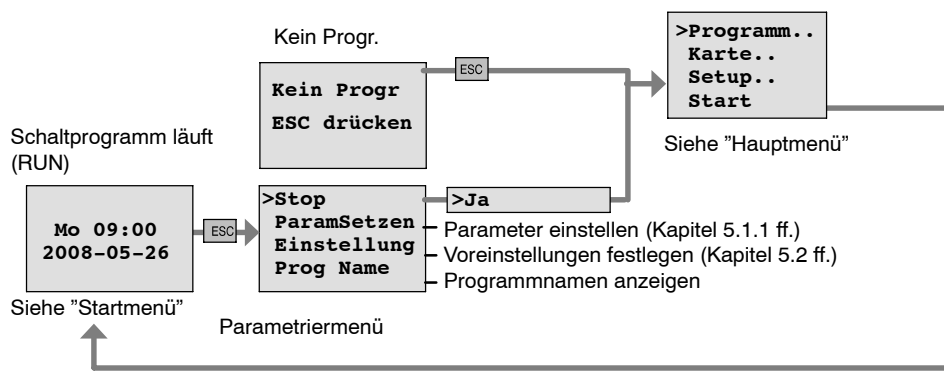 Kein Progr.
ESC
Kein Progr
ESC drücken
>Programm..
Karte..
Setup..
Start
Siehe ”Hauptmenü”
Schaltprogramm läuft
(RUN)
Mo 09:00
2008-05-26
ESC
>Stop
ParamSetzen
Einstellung
Prog Name
>Ja
Parameter einstellen (Kapitel 5.1.1 ff.)
Voreinstellungen festlegen (Kapitel 5.2 ff.)
Programmnamen anzeigen
Siehe ”Startmenü”
Parametriermenü